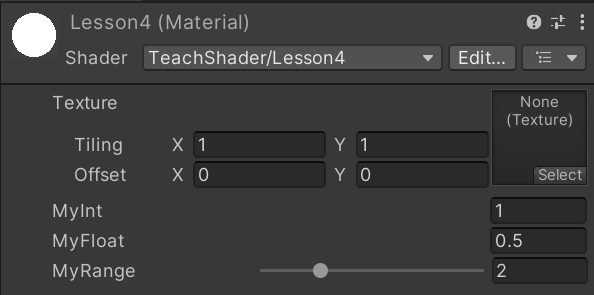 Lesson4 (Material)
Shader TeachShader/Lesson4 Edit...
Texture
None
(Texture)
Tiling X 1 Y 1
Offset X 0 Y 0
Select
MyInt 1
MyFloat 0.5
MyRange 2